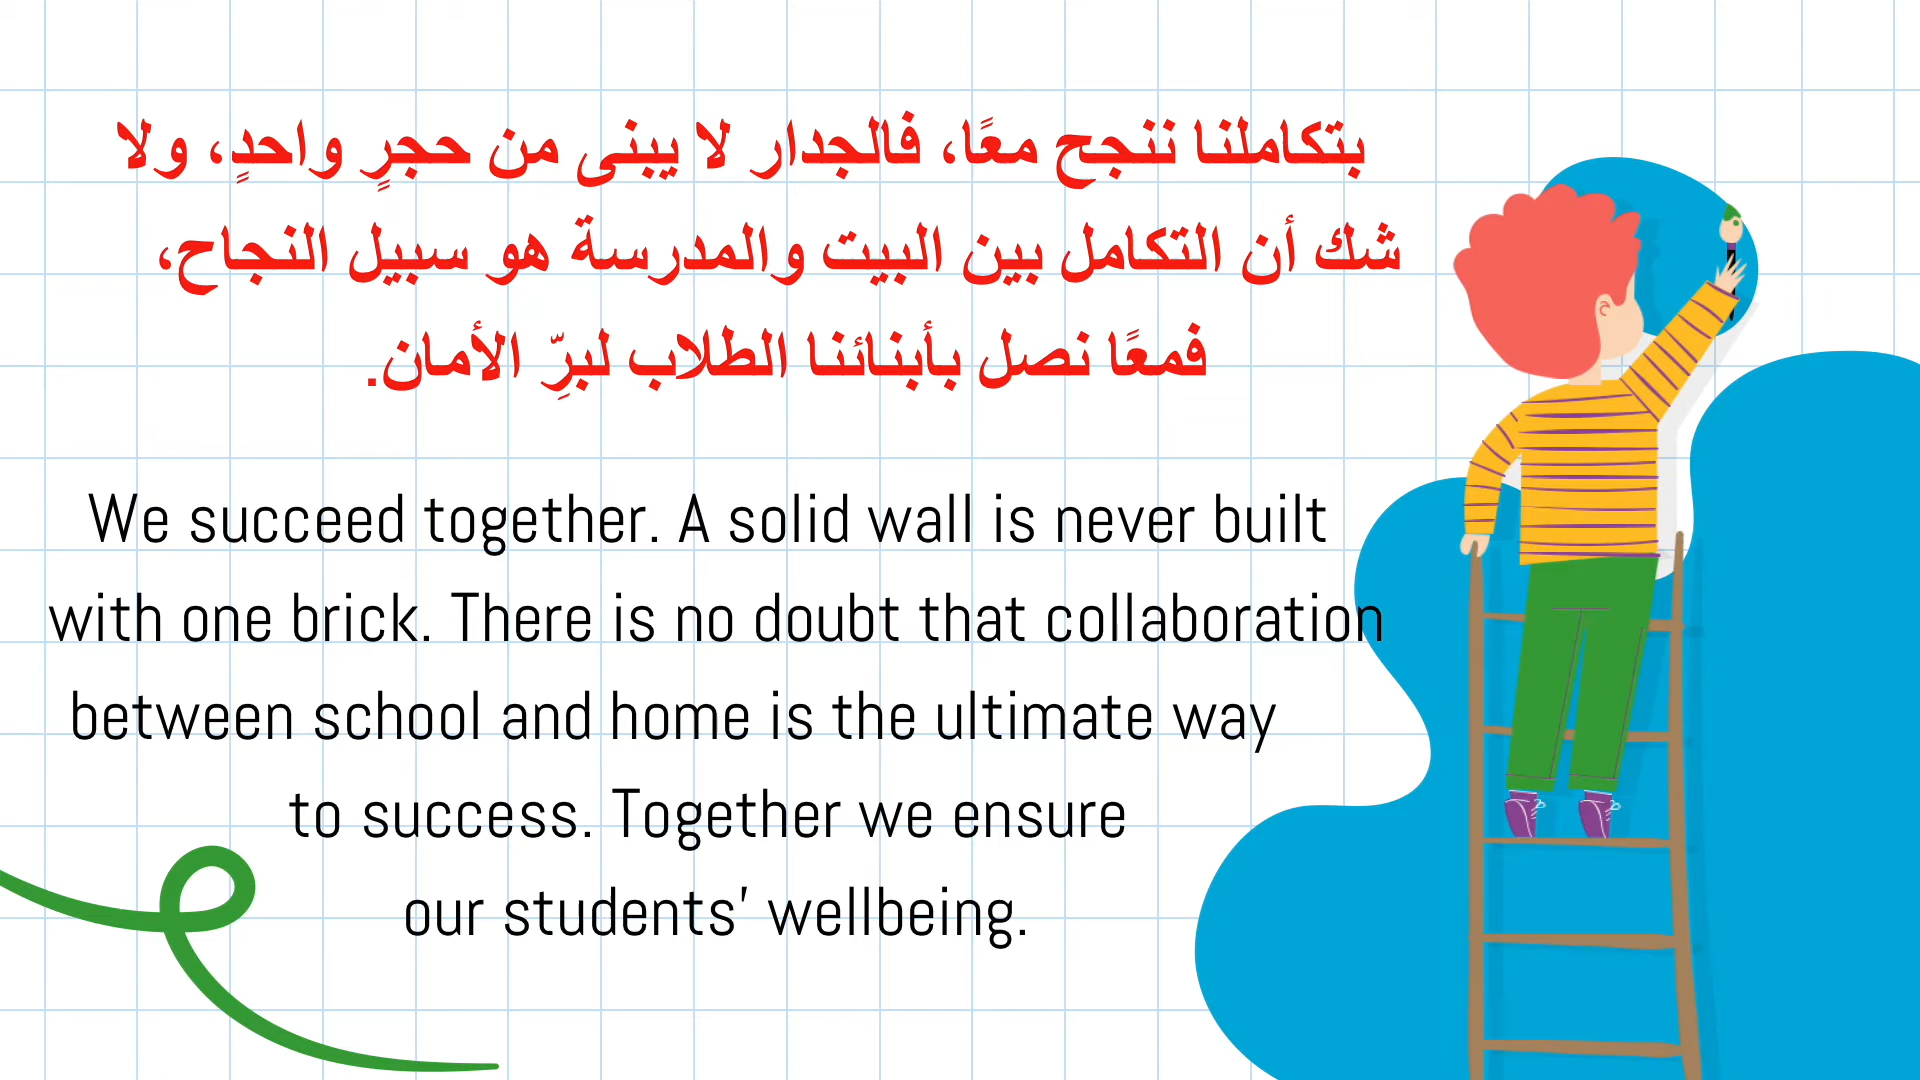 بتكاملنا ننجح معًا، فالجدار لا يبنى من حجرٍ واحدٍ، ولا
شك أن التكامل بين البيت والمدرسة هو سبيل النجاح،
فمعًا نصل بأبنائنا الطلاب لبرِّ الأمان.
We succeed together. A solid wall is never built
with one brick. There is no doubt that collaboration
between school and home is the ultimate way
to success. Together we ensure
our students' wellbeing.